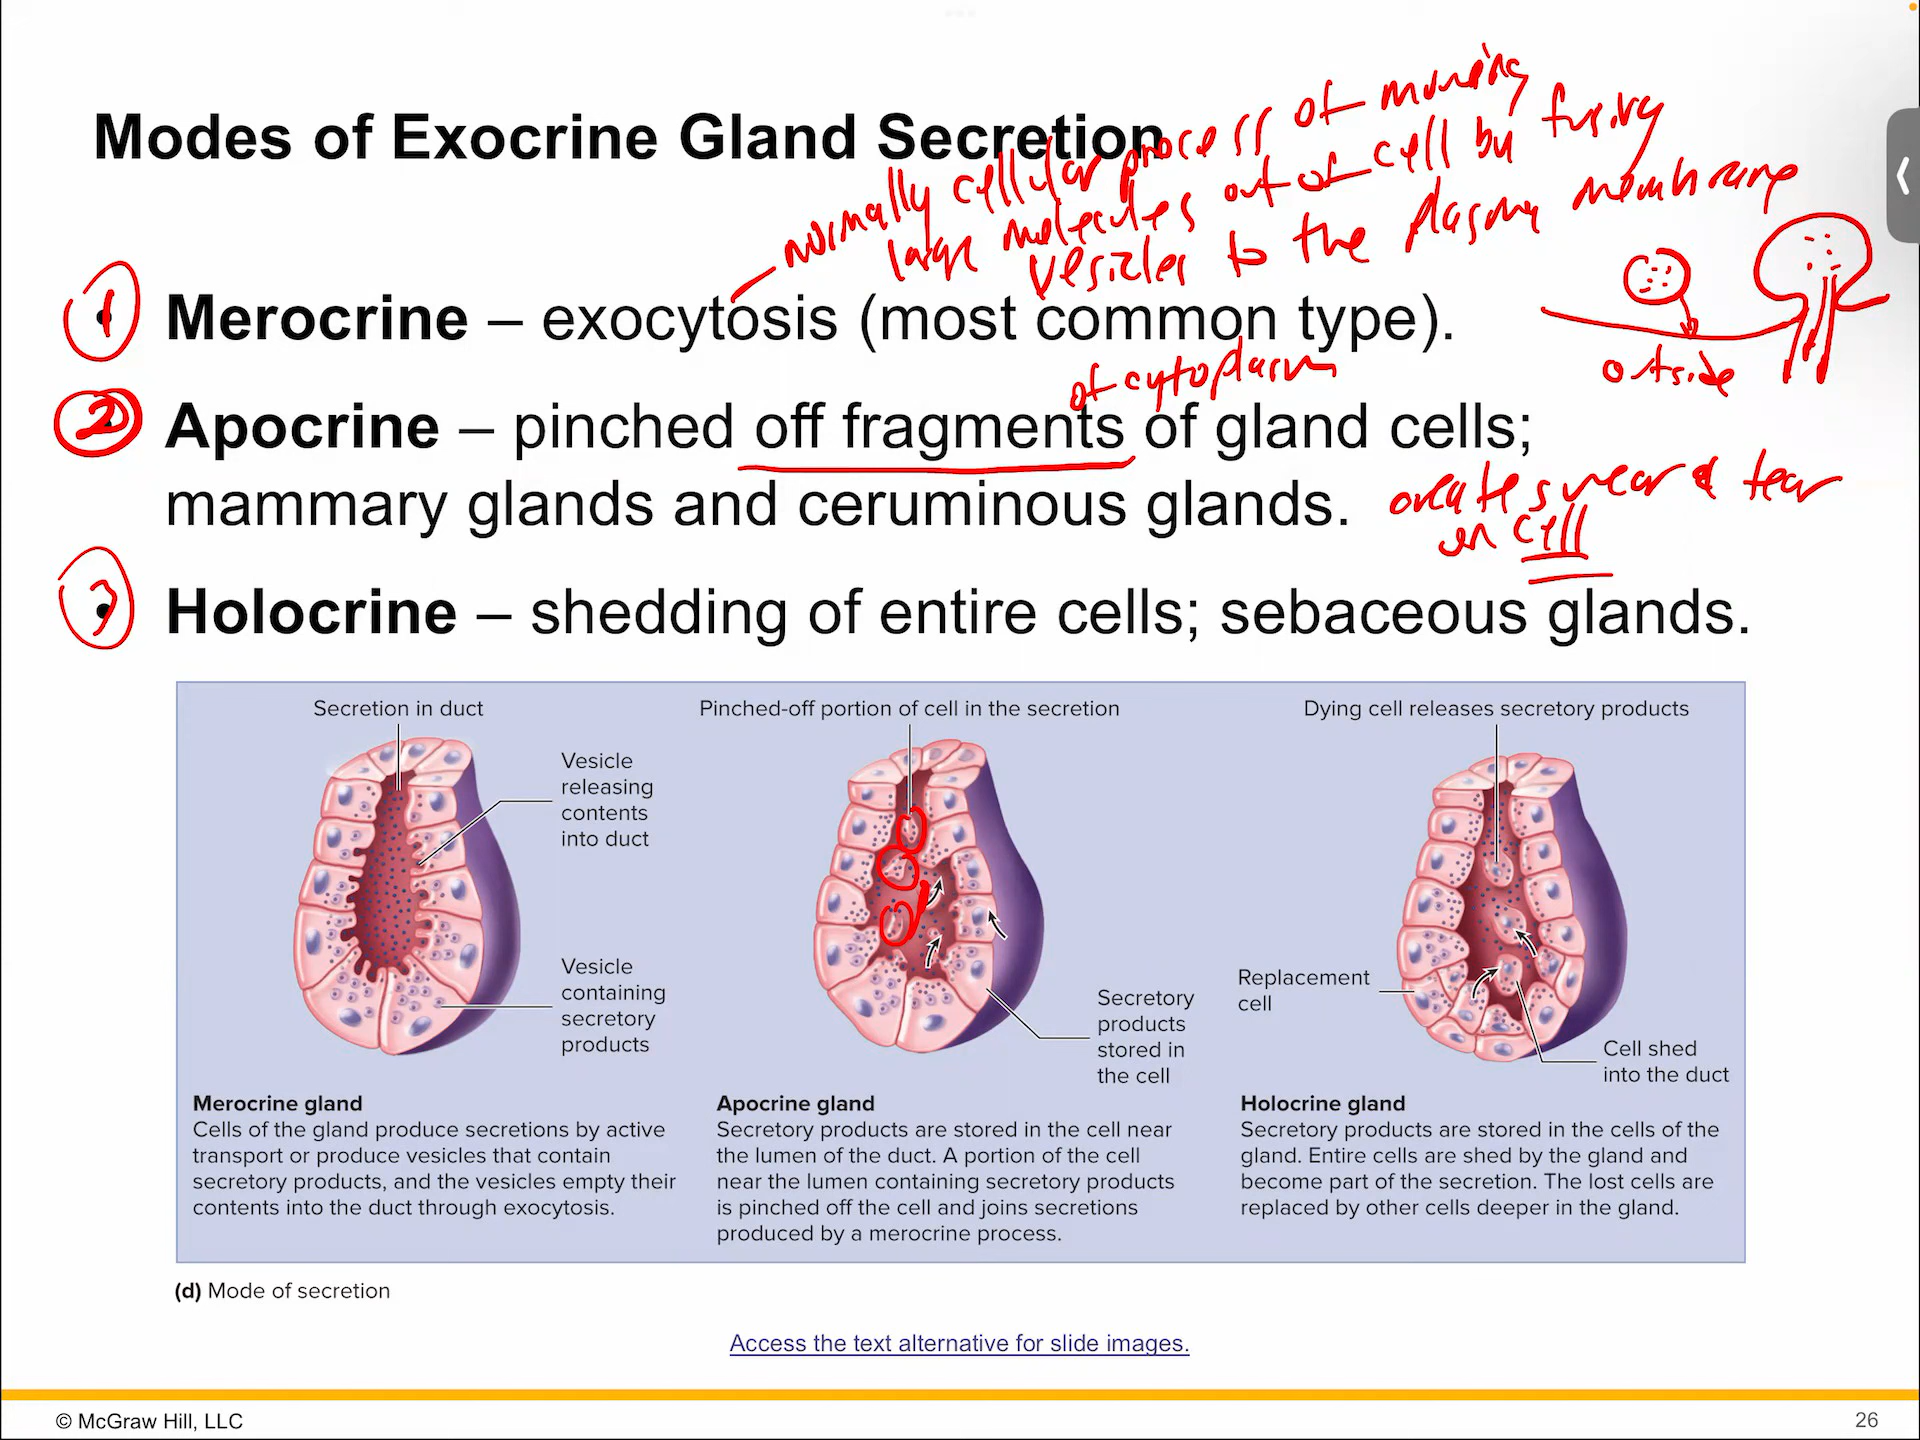 Modes of Exocrine Gland Secretion
normally cellular process of moving
large molecules out of cell by fusing
vesicles to the plasma membrane
1 Merocrine – exocytosis (most common type).
outside
of cytoplasm
2 Apocrine – pinched off fragments of gland cells;
mammary glands and ceruminous glands.
creates wear & tear
on cell
3 Holocrine – shedding of entire cells; sebaceous glands.
Secretion in duct
Vesicle
releasing
contents
into duct
Vesicle
containing
secretory
products
Merocrine gland
Cells of the gland produce secretions by active
transport or produce vesicles that contain
secretory products, and the vesicles empty their
contents into the duct through exocytosis.
Pinched-off portion of cell in the secretion
Secretory
products
stored in
the cell
Apocrine gland
Secretory products are stored in the cell near
the lumen of the duct. A portion of the cell
near the lumen containing secretory products
is pinched off the cell and joins secretions
produced by a merocrine process.
Dying cell releases secretory products
Replacement
cell
Cell shed
into the duct
Holocrine gland
Secretory products are stored in the cells of the
gland. Entire cells are shed by the gland and
become part of the secretion. The lost cells are
replaced by other cells deeper in the gland.
(d) Mode of secretion
Access the text alternative for slide images.
© McGraw Hill, LLC
26